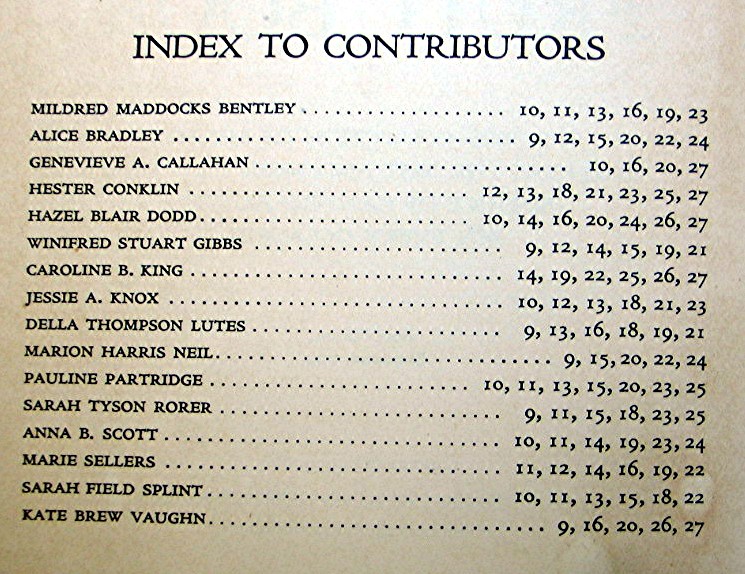 INDEX TO CONTRIBUTORS
MILDRED MADDOCKS BENTLEY . . . . . . . . . . . . . . . . . . . . 10, 11, 13, 16, 19, 23
ALICE BRADLEY . . . . . . . . . . . . . . . . . . . . . . . . . . . . . . . . . 9, 12, 15, 20, 22, 24
GENEVIEVE A. CALLAHAN . . . . . . . . . . . . . . . . . . . . . . . . . . . . . . 10, 16, 20, 27
HESTER CONKLIN . . . . . . . . . . . . . . . . . . . . . . . . . . . 12, 13, 18, 21, 23, 25, 27
HAZEL BLAIR DODD . . . . . . . . . . . . . . . . . . . . . . . . . . 10, 14, 16, 20, 24, 26, 27
WINIFRED STUART GIBBS . . . . . . . . . . . . . . . . . . . . . . . . 9, 12, 14, 15, 19, 21
CAROLINE B. KING . . . . . . . . . . . . . . . . . . . . . . . . . . . . . . 14, 19, 22, 25, 26, 27
JESSIE A. KNOX . . . . . . . . . . . . . . . . . . . . . . . . . . . . . . . . 10, 12, 13, 18, 21, 23
DELLA THOMPSON LUTES . . . . . . . . . . . . . . . . . . . . . . . . 9, 13, 16, 18, 19, 21
MARION HARRIS NEIL . . . . . . . . . . . . . . . . . . . . . . . . . . . . . . . . 9, 15, 20, 22, 24
PAULINE PARTRIDGE . . . . . . . . . . . . . . . . . . . . . . . . . 10, 11, 13, 15, 20, 23, 25
SARAH TYSON RORER . . . . . . . . . . . . . . . . . . . . . . . . . . . 9, 11, 15, 18, 23, 25
ANNA B. SCOTT . . . . . . . . . . . . . . . . . . . . . . . . . . . . . . . . 10, 11, 14, 19, 23, 24
MARIE SELLERS . . . . . . . . . . . . . . . . . . . . . . . . . . . . . . . . 11, 12, 14, 16, 19, 22
SARAH FIELD SPLINT . . . . . . . . . . . . . . . . . . . . . . . . . . . . 10, 11, 13, 15, 18, 22
KATE BREW VAUGHN . . . . . . . . . . . . . . . . . . . . . . . . . . . . . . . . 9, 16, 20, 26, 27